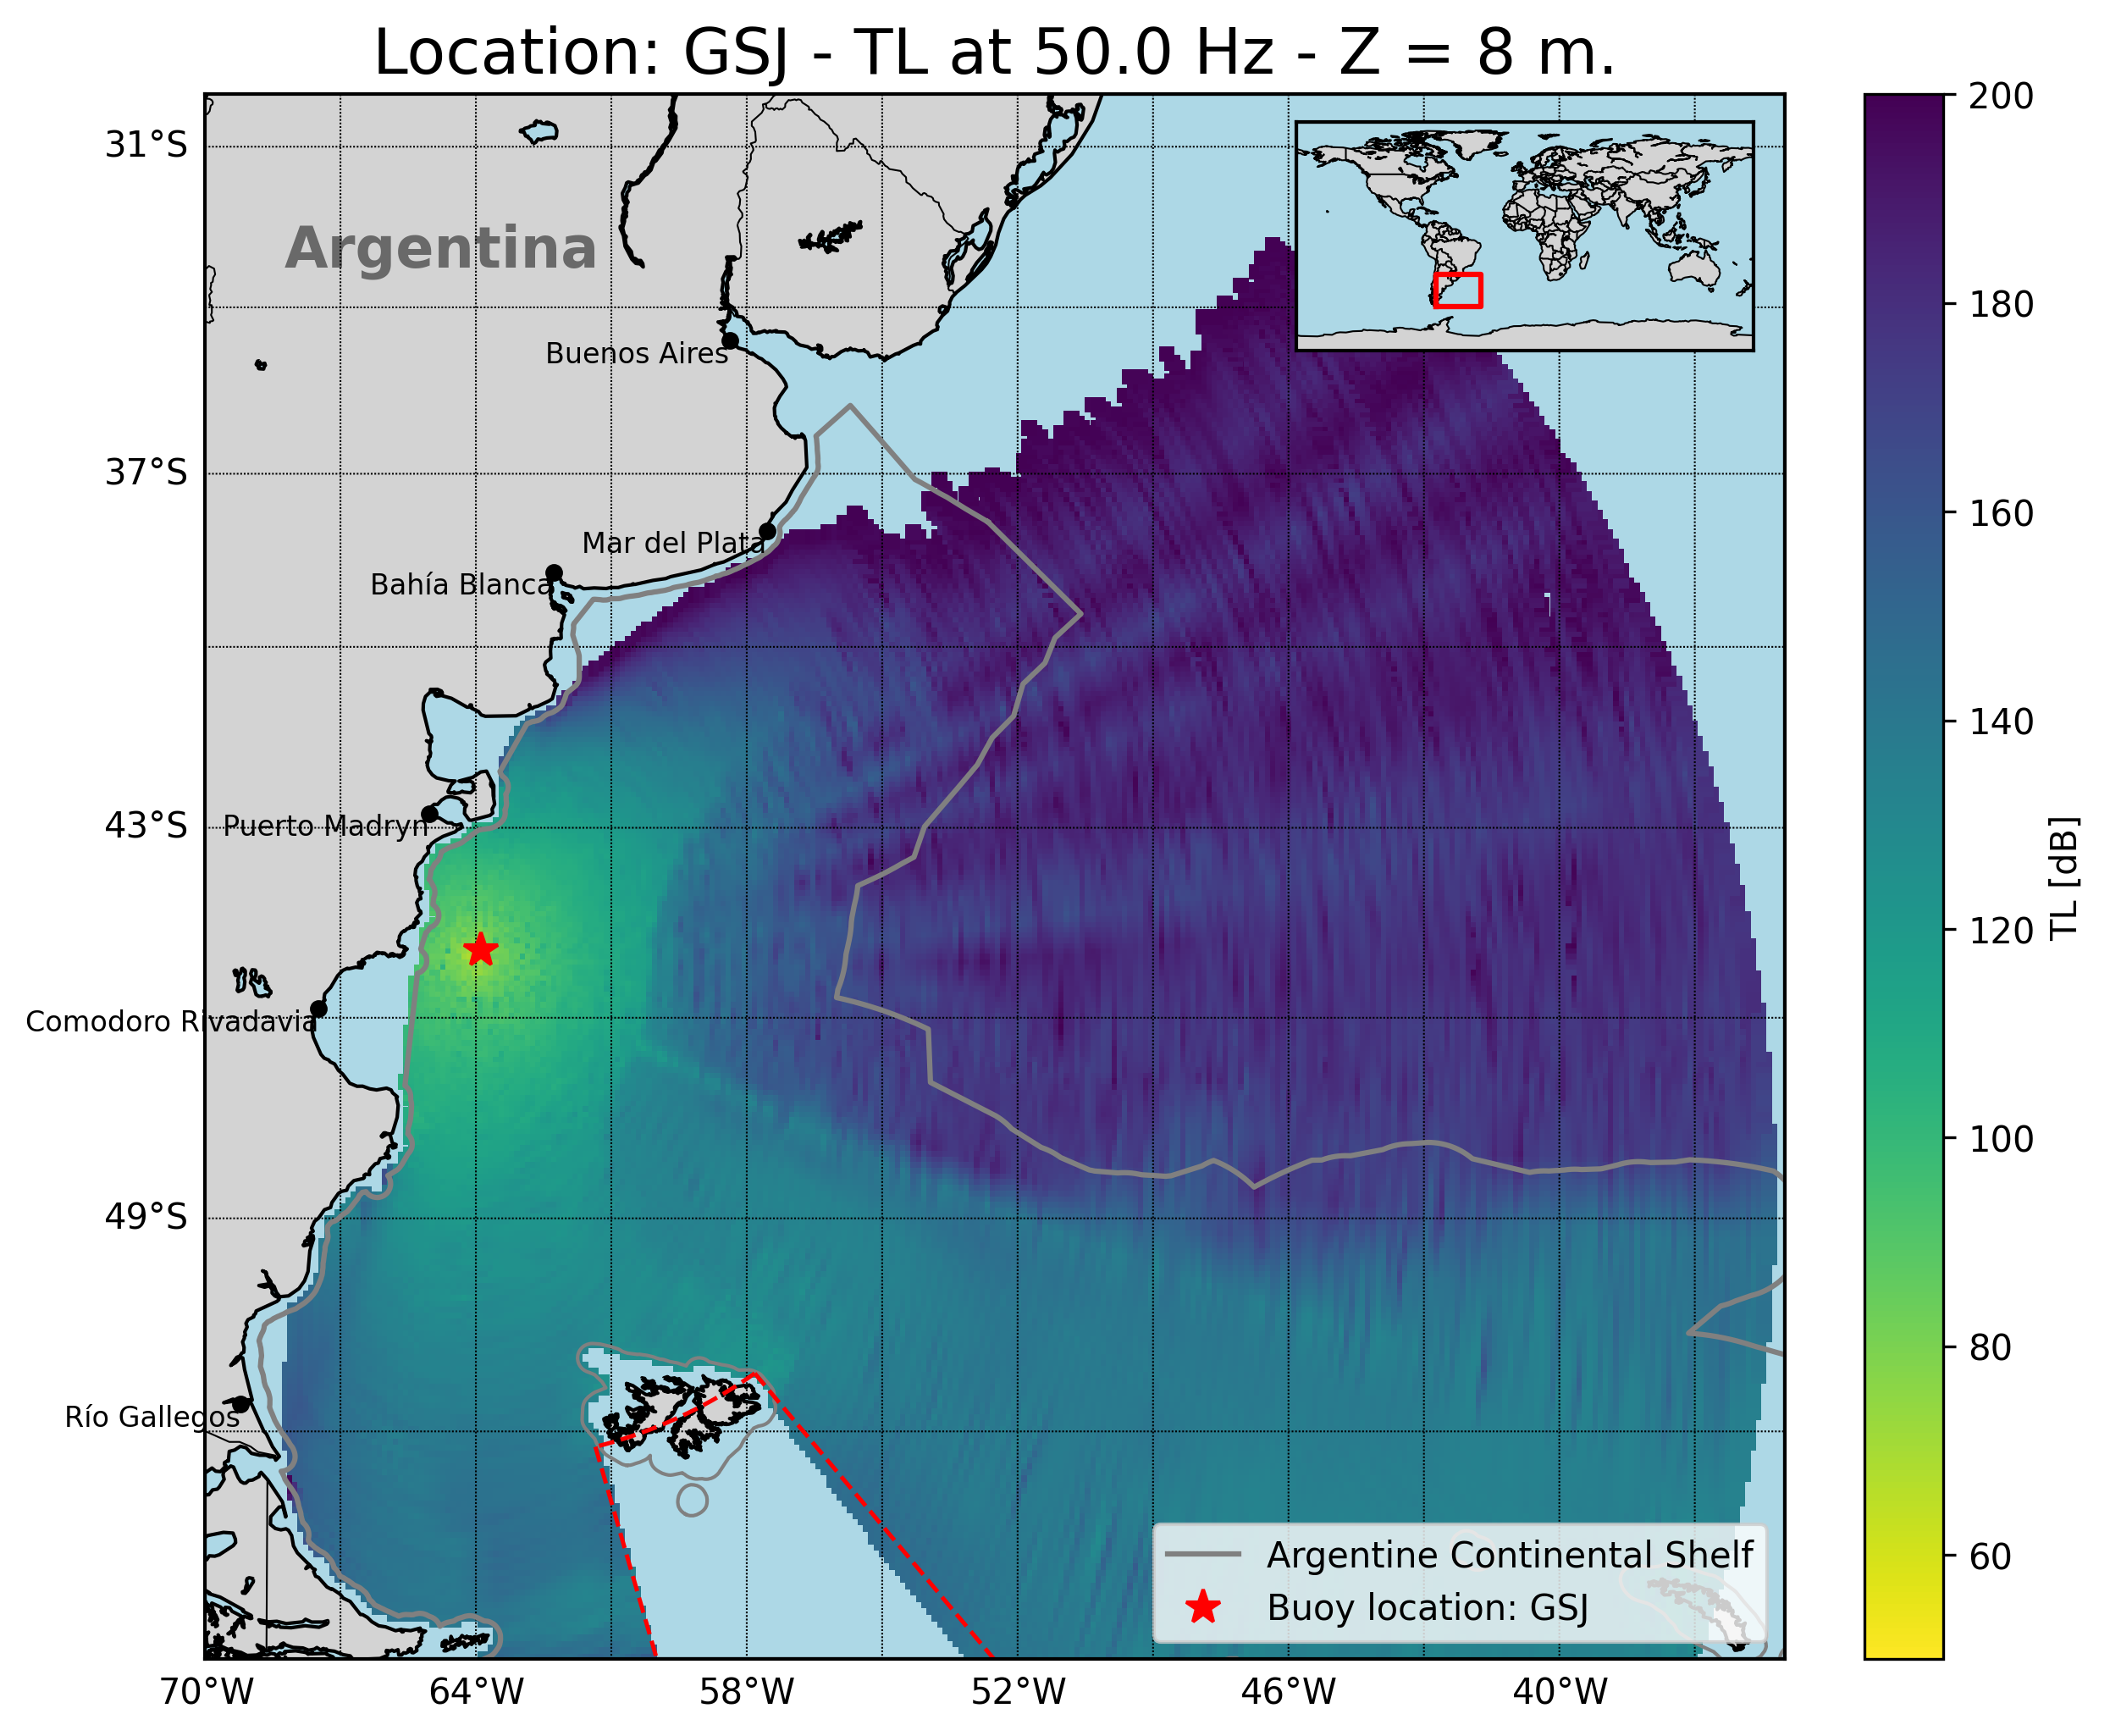 Location: GSJ - TL at 50.0 Hz - Z = 8 m.
31°S
37°S
43°S
49°S
Argentina
Buenos Aires
Mar del Plata
Bahía Blanca
Puerto Madryn
Comodoro Rivadavia
Río Gallegos
Argentine Continental Shelf
Buoy location: GSJ
70°W
64°W
58°W
52°W
46°W
40°W
200
180
160
140
120
100
80
60
TL [dB]